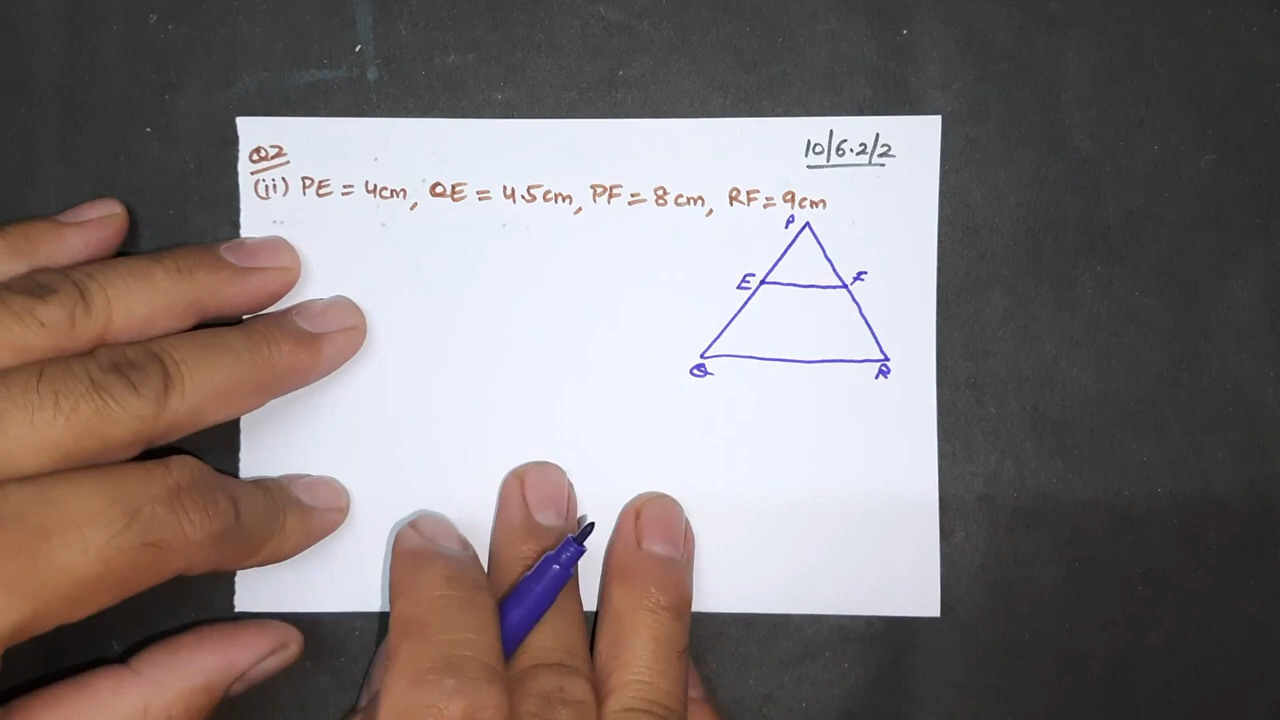 Q2
10/6.2/2
(ii) PE = 4cm, QE = 4.5cm, PF = 8cm, RF = 9cm
P
E F
Q R